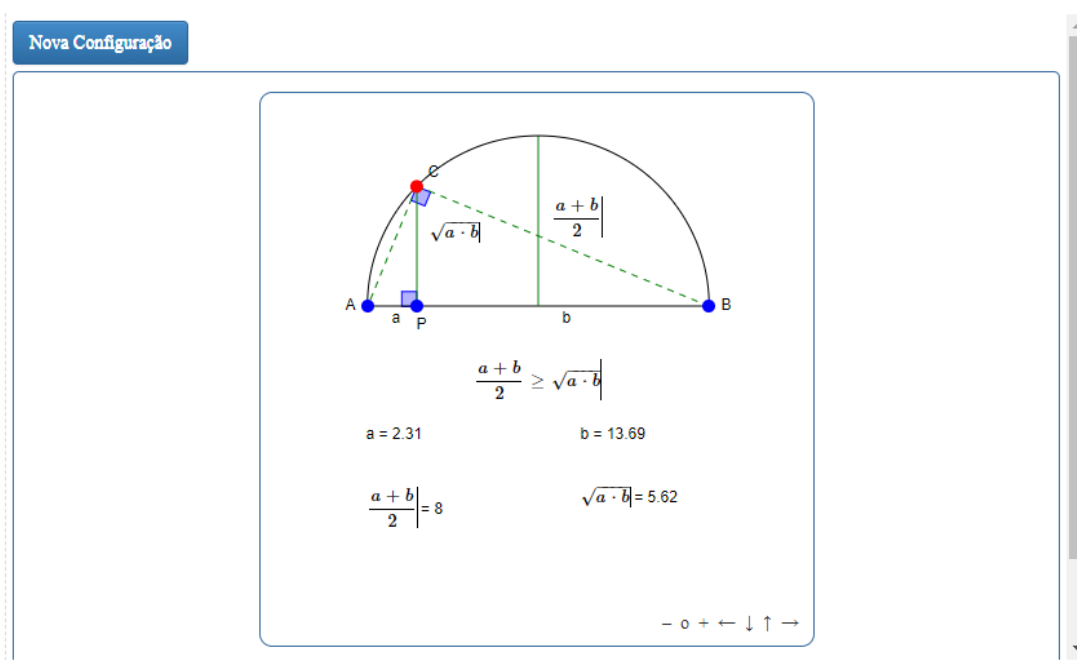 Nova Configuração
C
√(a · b)
(a + b)/2
A
a
P
b
B
(a + b)/2 ≥ √(a · b)
a = 2.31
b = 13.69
(a + b)/2 = 8
√(a · b) = 5.62
− o + ← ↓ ↑ →